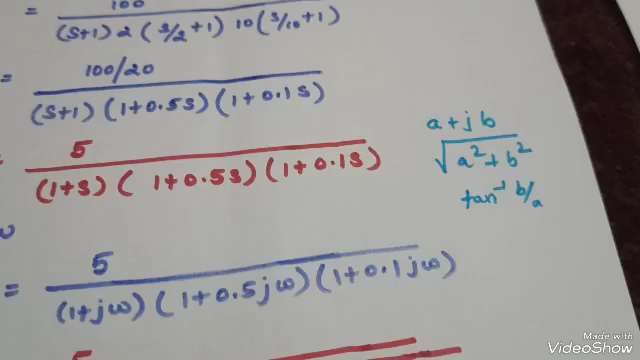 = 100 / (S+1) 2 (S/2+1) 10 (S/10+1)
= 100/20 / (S+1) (1+0.5S) (1+0.1S)
5 / (1+S) ( 1+0.5S) (1+0.1S)
a+jb
√a²+b²
tan⁻¹ b/a
ω
= 5 / (1+jω) ( 1+0.5jω) (1+0.1jω)
5
Made with
VideoShow